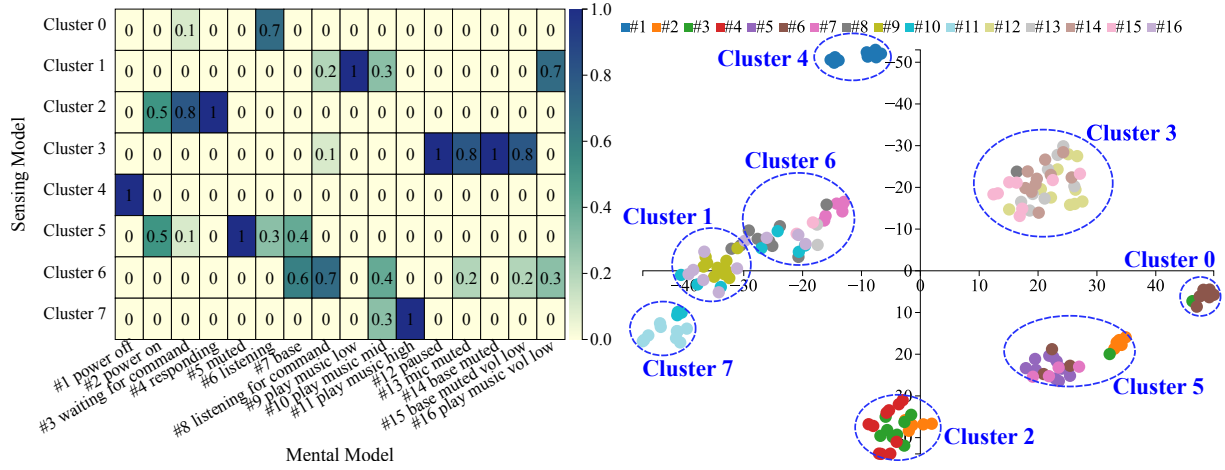 Sensing Model
Cluster 0 0 0 0.1 0 0 0.7 0 0 0 0 0 0 0 0 0 0
Cluster 1 0 0 0 0 0 0 0 0.2 1 0.3 0 0 0 0 0 0.7
Cluster 2 0 0.5 0.8 1 0 0 0 0 0 0 0 0 0 0 0 0
Cluster 3 0 0 0 0 0 0 0 0.1 0 0 0 1 0.8 1 0.8 0
Cluster 4 1 0 0 0 0 0 0 0 0 0 0 0 0 0 0 0
Cluster 5 0 0.5 0.1 0 1 0.3 0.4 0 0 0 0 0 0 0 0 0
Cluster 6 0 0 0 0 0 0 0.6 0.7 0 0.4 0 0 0.2 0 0.2 0.3
Cluster 7 0 0 0 0 0 0 0 0 0 0.3 1 0 0 0 0 0
#1 power off
#2 power on
#3 waiting for command
#4 responding
#5 muted
#6 listening
#7 base
#8 listening for command
#9 play music low
#10 play music mid
#11 play music high
#12 paused
#13 mic muted
#14 base muted
#15 base muted vol low
#16 play music vol low
Mental Model
1.0
0.8
0.6
0.4
0.2
0.0
#1 #2 #3 #4 #5 #6 #7 #8 #9 #10 #11 #12 #13 #14 #15 #16
Cluster 4
Cluster 3
Cluster 6
Cluster 1
Cluster 0
Cluster 7
Cluster 5
Cluster 2
−50
−40
−30
−20
−10
0
10
20
30
−40 −30 −20 −10 0 10 20 30 40